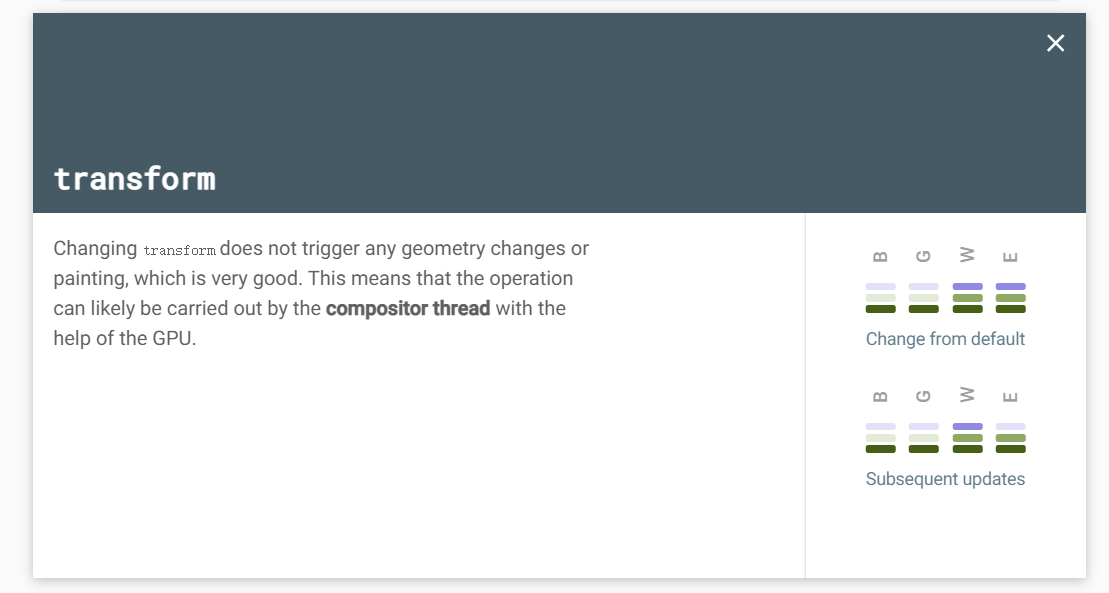 transform
Changing transform does not trigger any geometry changes or
painting, which is very good. This means that the operation
can likely be carried out by the compositor thread with the
help of the GPU.
B G W E
Change from default
B G W E
Subsequent updates